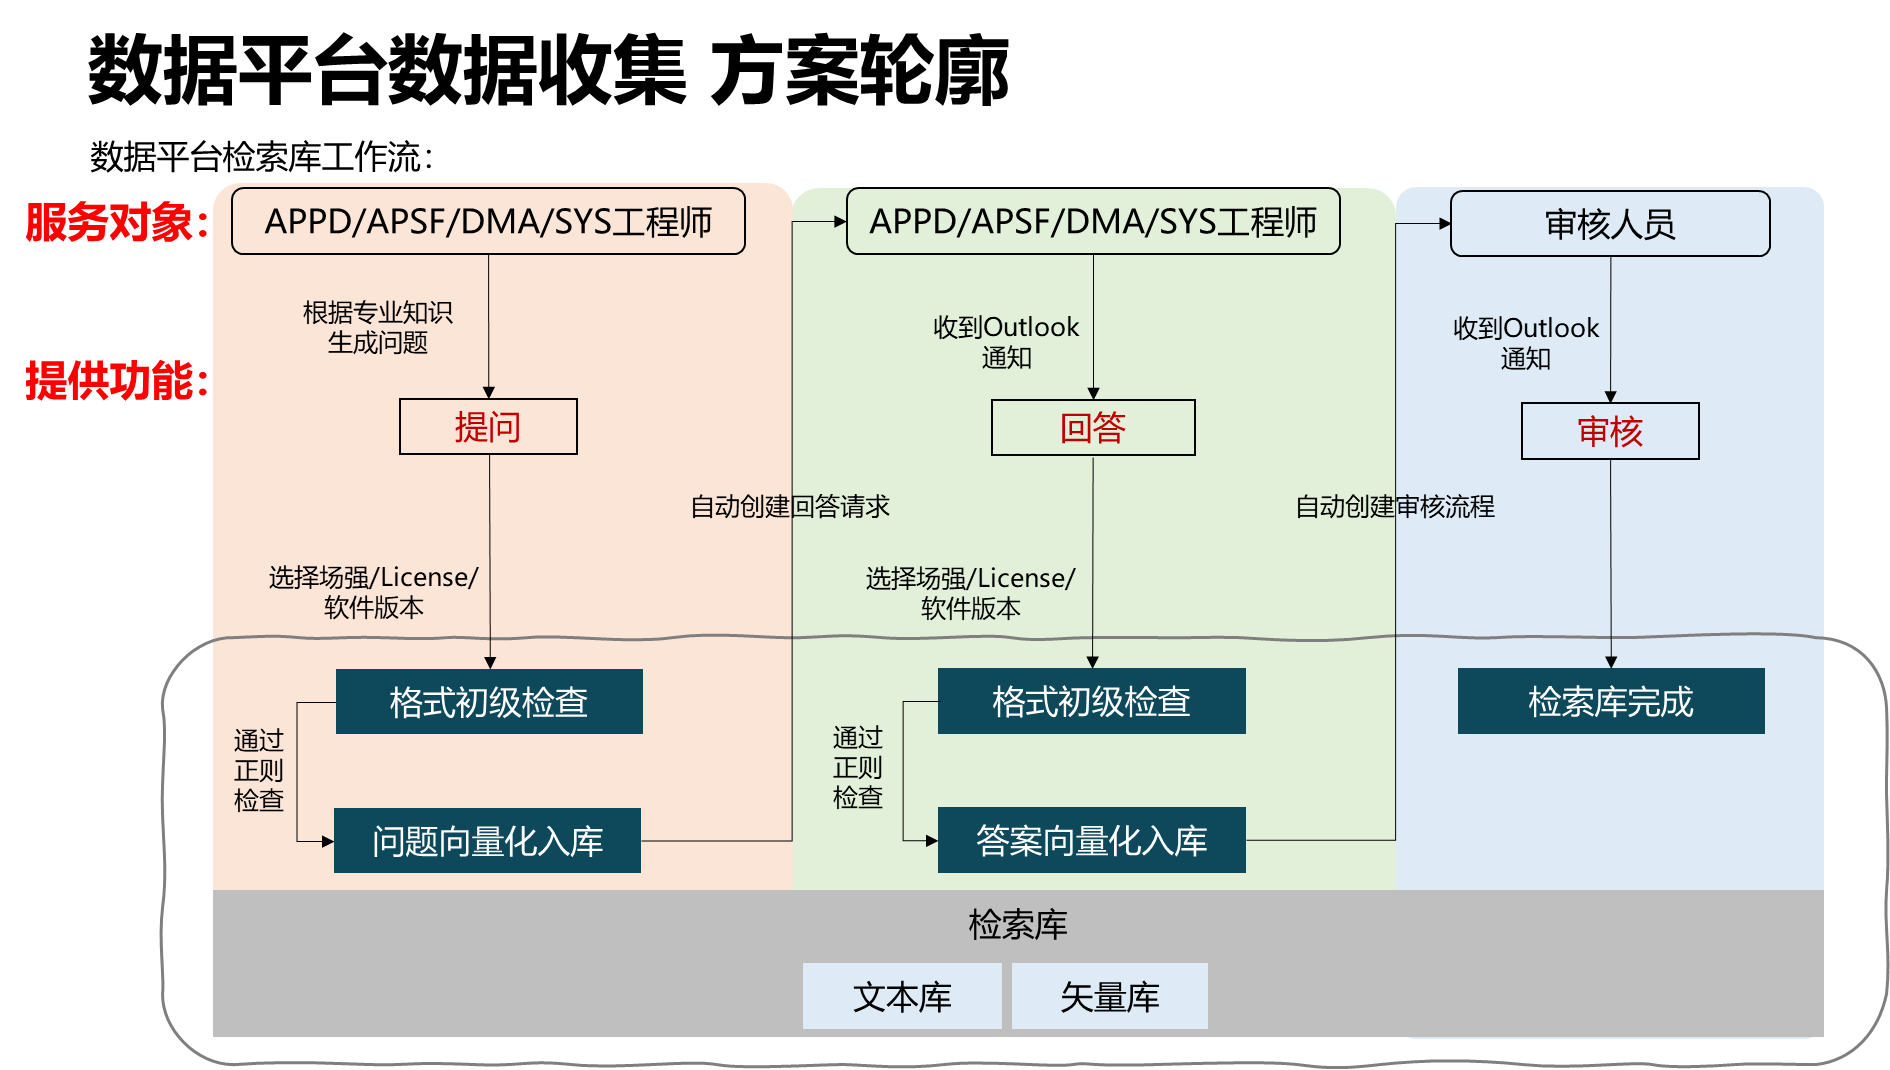 数据平台数据收集 方案轮廓
数据平台检索库工作流：
服务对象：
APPD/APSF/DMA/SYS工程师
APPD/APSF/DMA/SYS工程师
审核人员
根据专业知识
生成问题
收到Outlook
通知
收到Outlook
通知
提供功能：
提问
回答
审核
自动创建回答请求
自动创建审核流程
选择场强/License/
软件版本
选择场强/License/
软件版本
格式初级检查
格式初级检查
检索库完成
通过
正则
检查
通过
正则
检查
问题向量化入库
答案向量化入库
检索库
文本库
矢量库